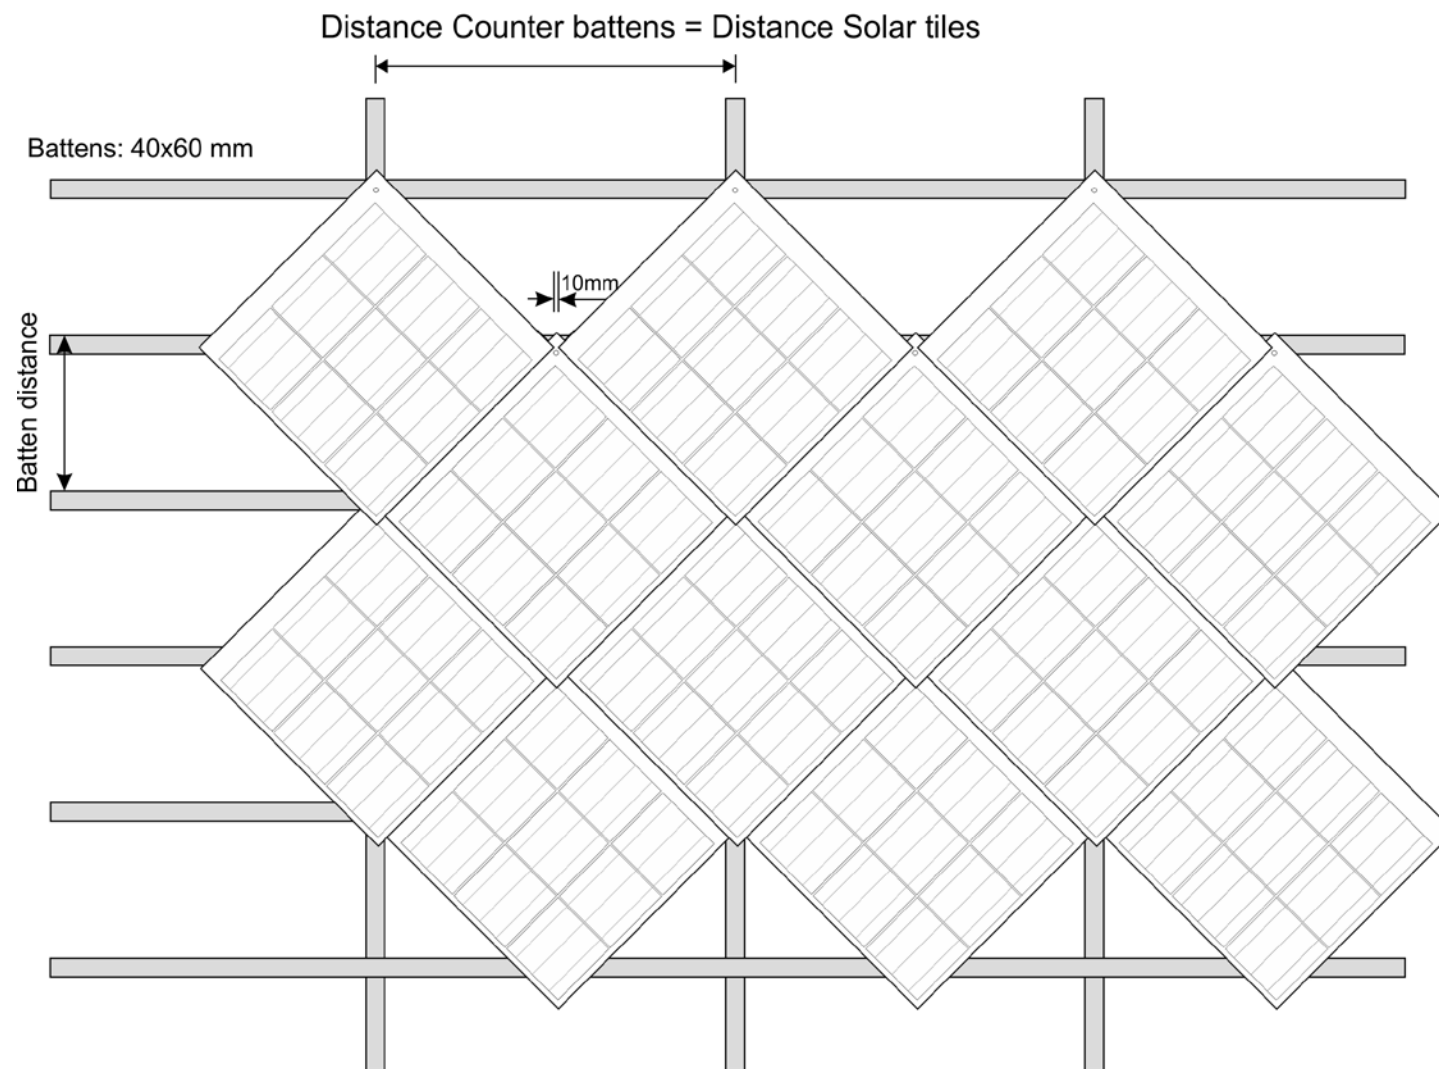 Distance Counter battens = Distance Solar tiles
Battens: 40x60 mm
10mm
Batten distance